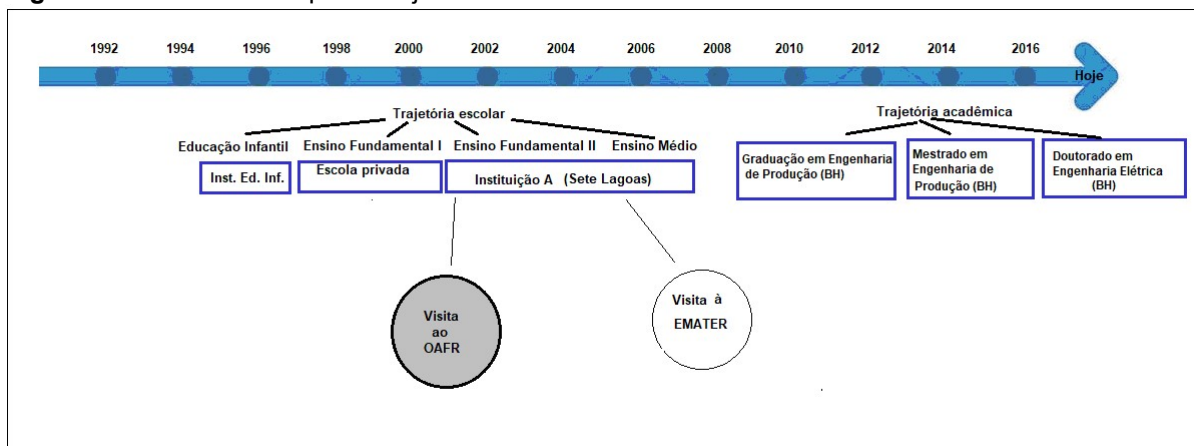 1992 1994 1996 1998 2000 2002 2004 2006 2008 2010 2012 2014 2016
Hoje
Trajetória escolar
Trajetória acadêmica
Educação Infantil Ensino Fundamental I Ensino Fundamental II Ensino Médio
Inst. Ed. Inf.
Escola privada
Instituição A (Sete Lagoas)
Graduação em Engenharia
de Produção (BH)
Mestrado em
Engenharia de
Produção (BH)
Doutorado em
Engenharia Elétrica
(BH)
Visita
ao
OAFR
Visita à
EMATER